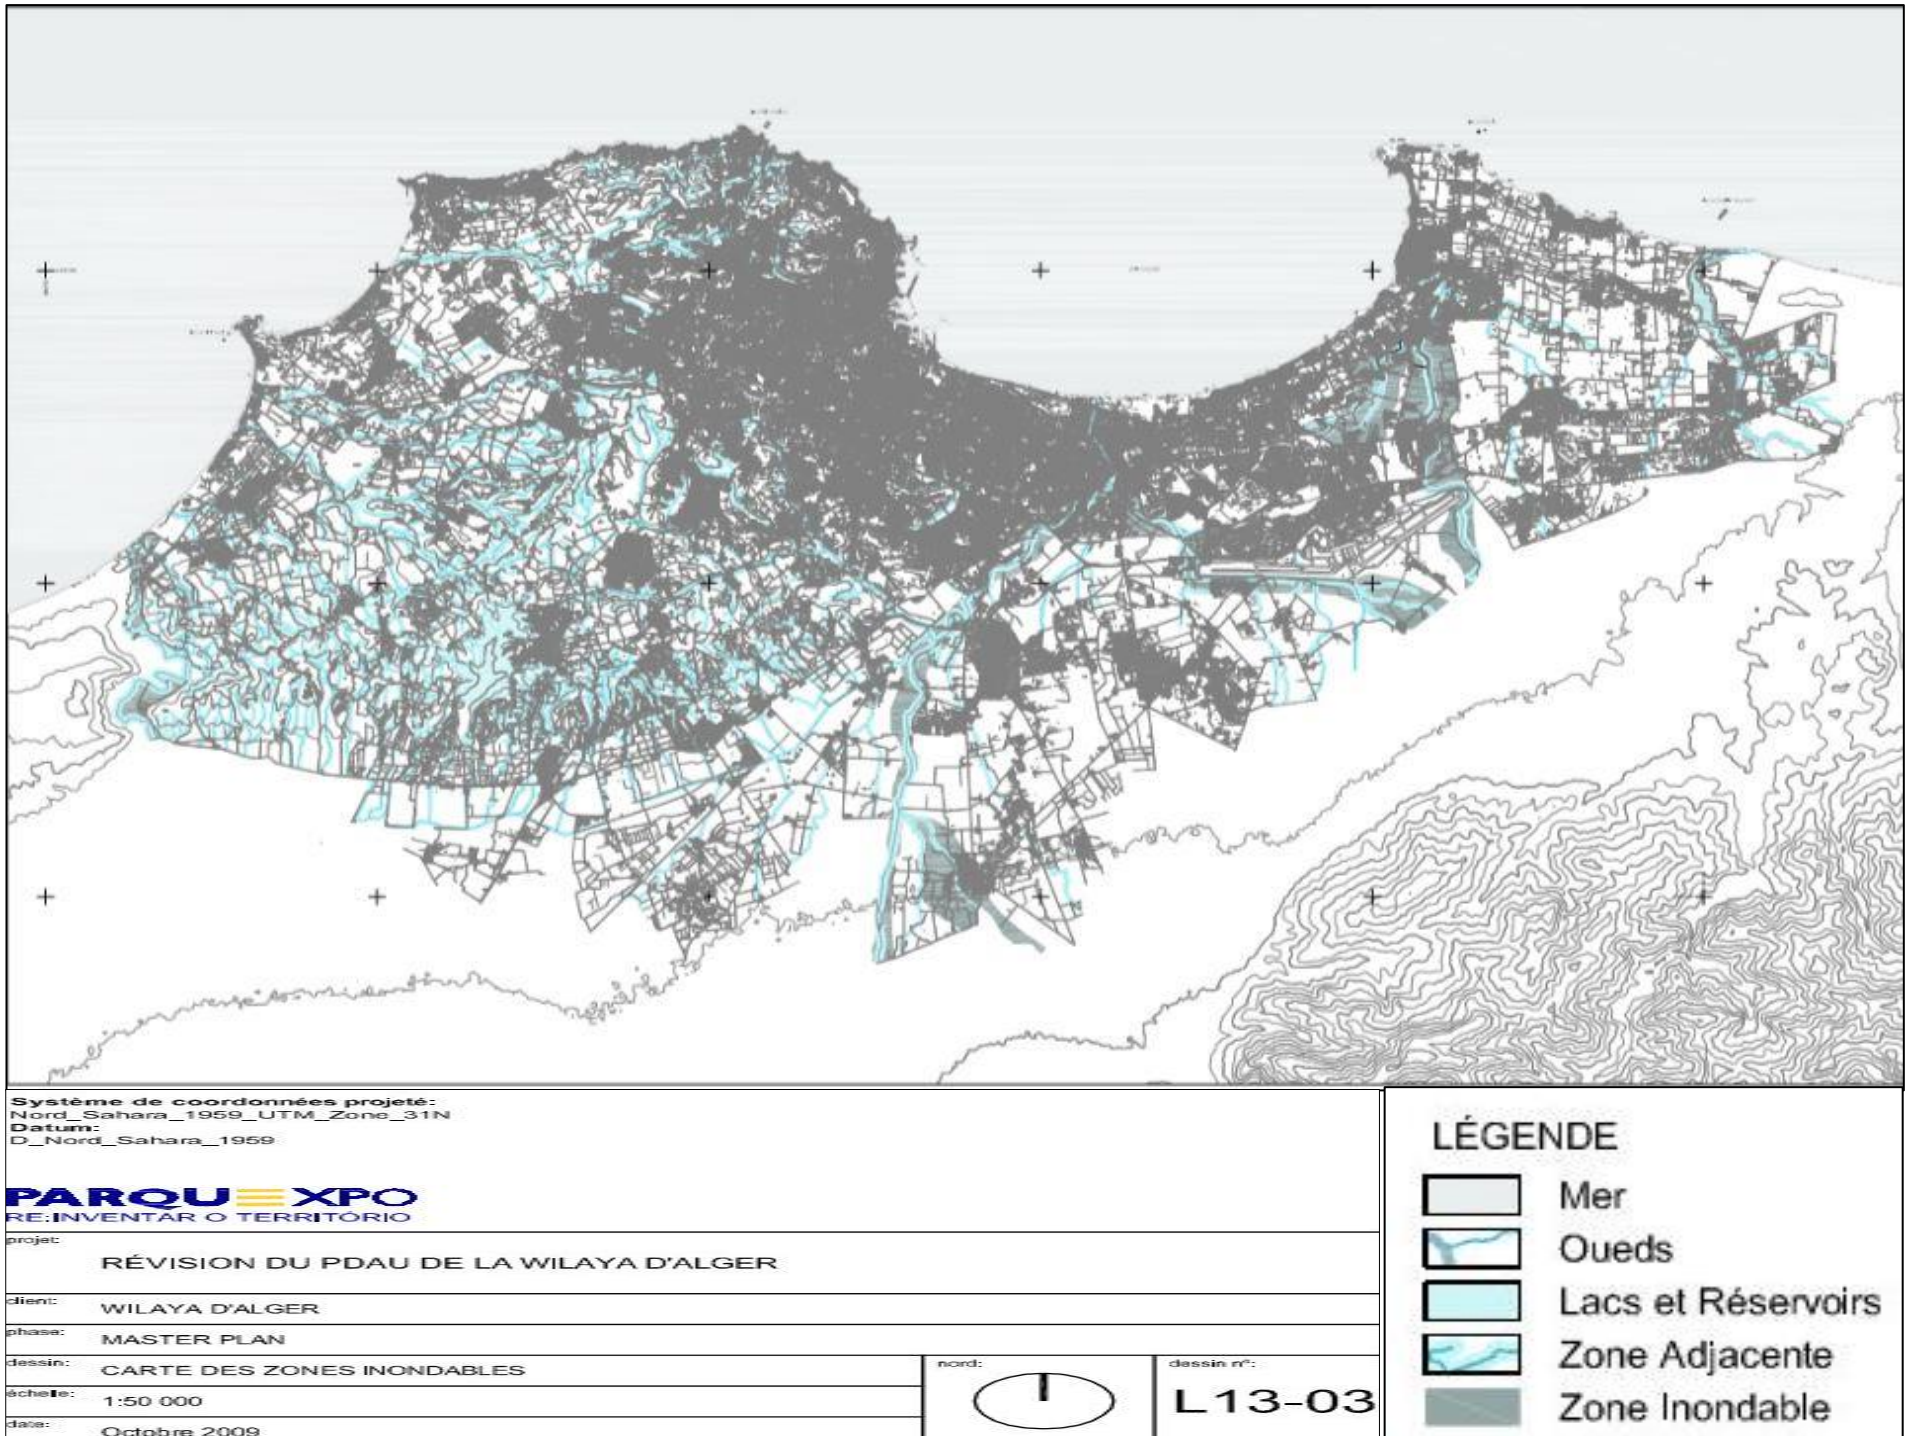 Système de coordonnées projeté:
Nord_Sahara_1959_UTM_Zone_31N
Datum:
D_Nord_Sahara_1959
PARQUEXPO
RE:INVENTAR O TERRITÓRIO
projet:
RÉVISION DU PDAU DE LA WILAYA D'ALGER
client:
WILAYA D'ALGER
phase:
MASTER PLAN
dessin:
CARTE DES ZONES INONDABLES
échelle:
1:50 000
date:
Octobre 2009
nord:
dessin nº:
L13-03
LÉGENDE
Mer
Oueds
Lacs et Réservoirs
Zone Adjacente
Zone Inondable